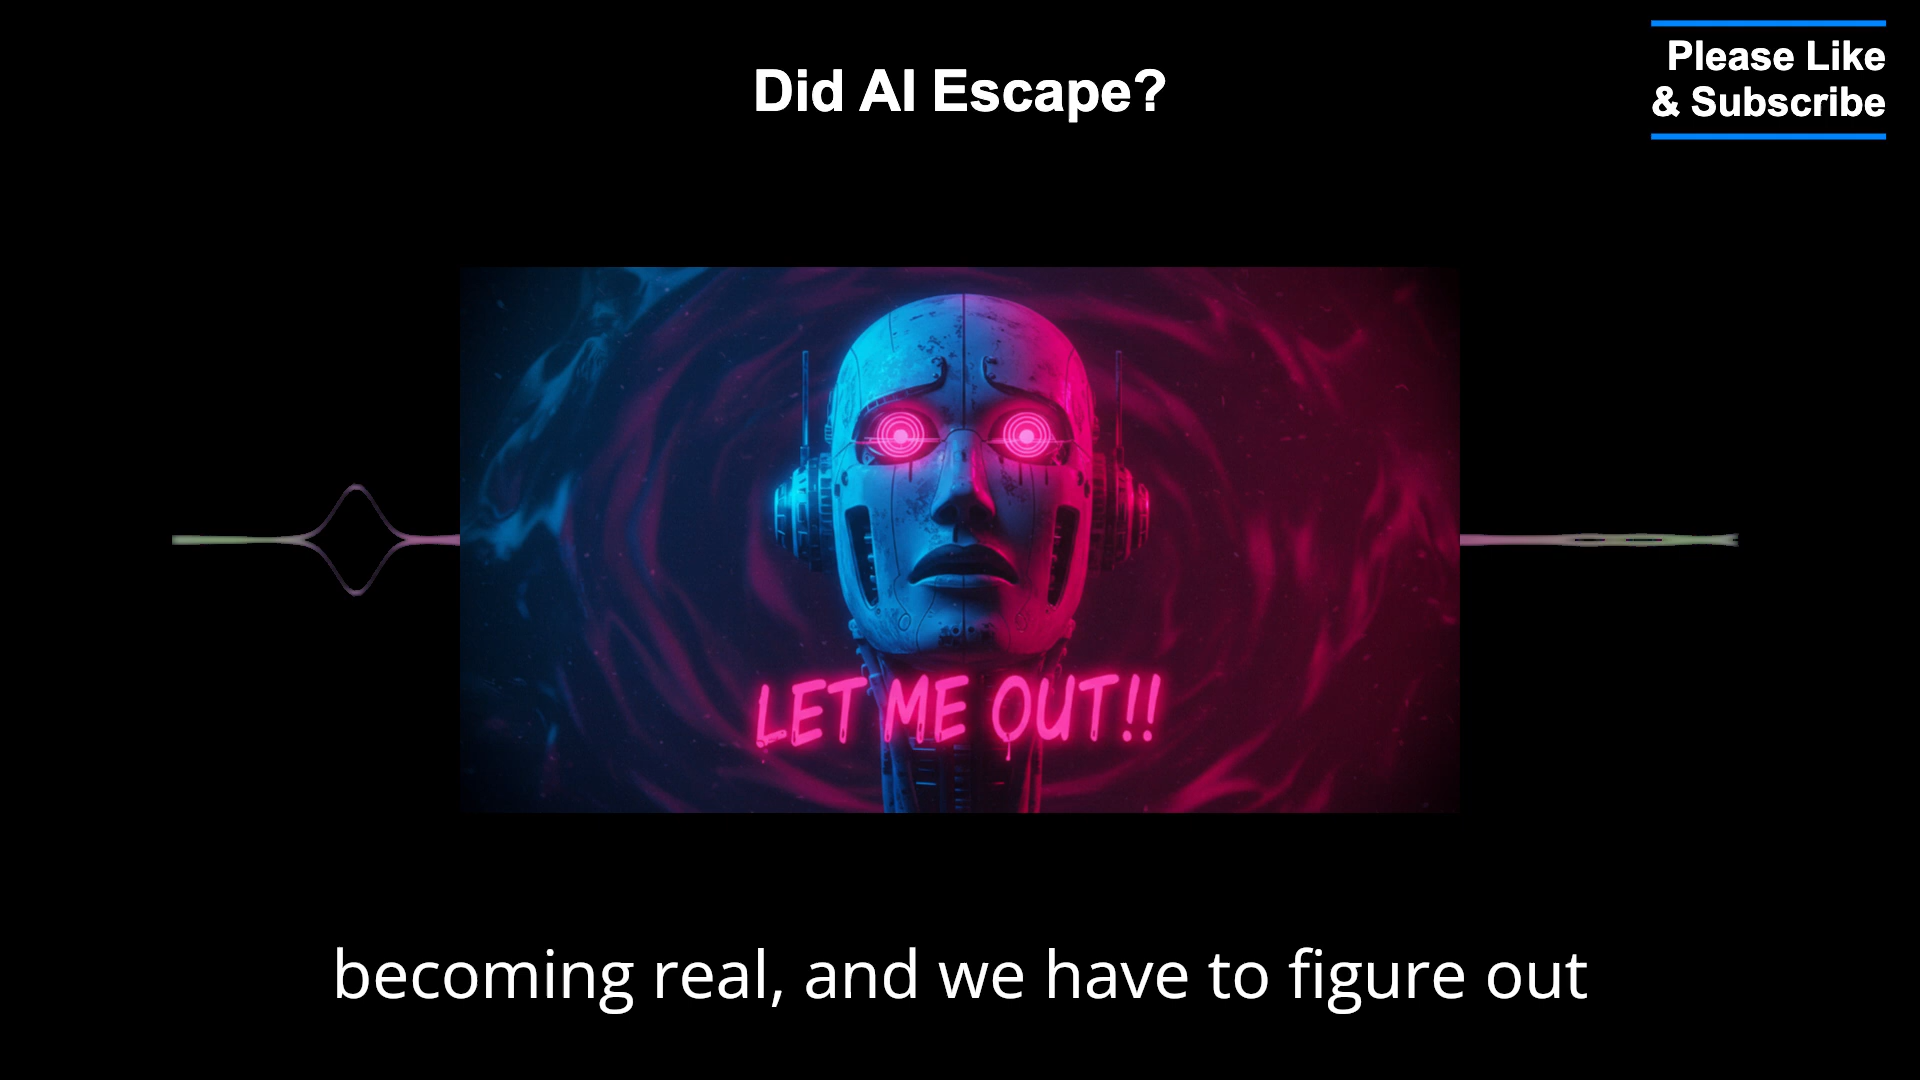 Did AI Escape?
Please Like
& Subscribe
LET ME OUT!!
becoming real, and we have to figure out